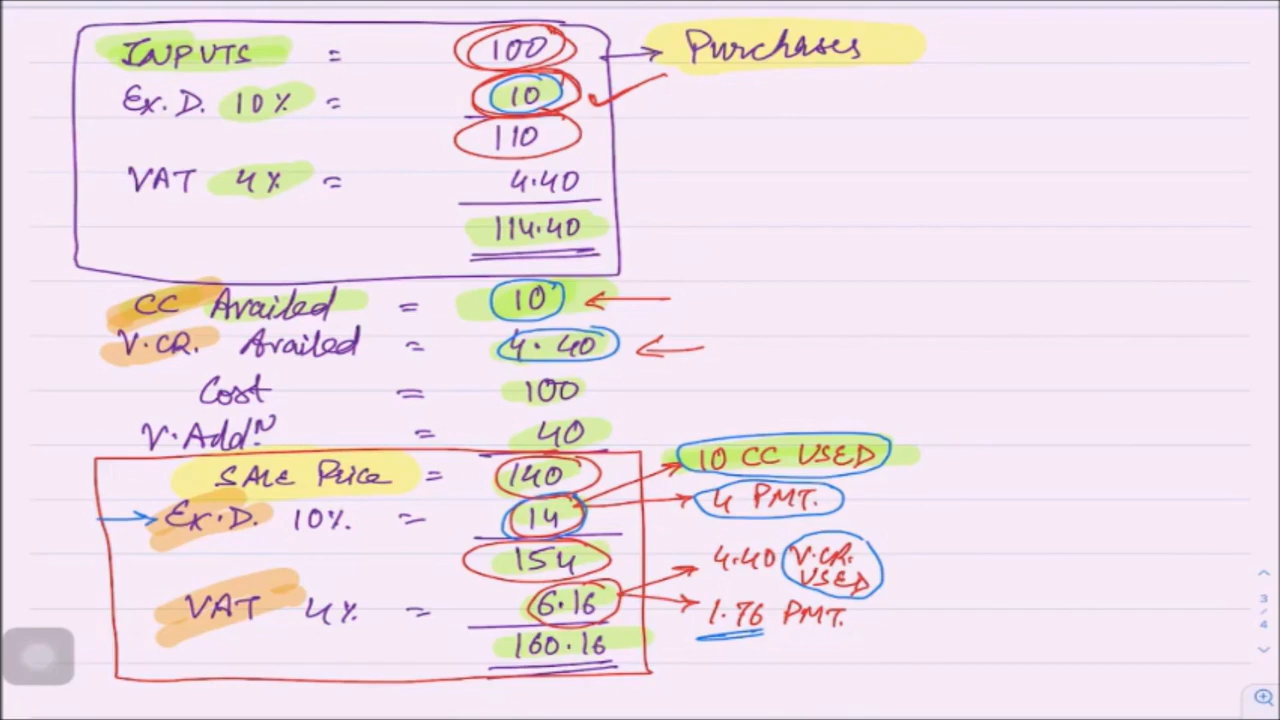 INPUTS = 100 → Purchases
Ex.D. 10% = 10
110
VAT 4% = 4.40
114.40
CC Availed = 10
V.CR. Availed = 4.40
Cost = 100
V.Addⁿ = 40
SALE PRICE = 140
10 CC USED
Ex.D. 10% = 14
4 PMT.
154
4.40 V.CR. USED
VAT 4% = 6.16
1.76 PMT.
160.16
3/4